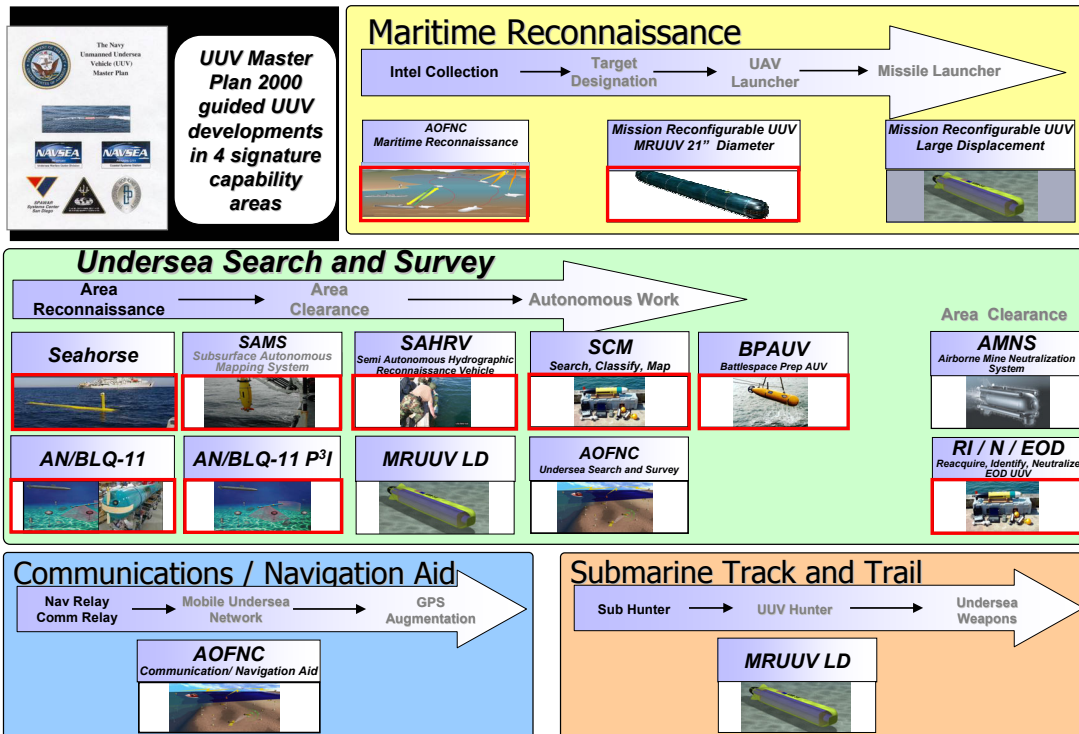 The Navy
Unmanned Undersea
Vehicle (UUV)
Master Plan
NAVSEA
NAVSEA
SPAWAR
Systems Center
San Diego
UUV Master
Plan 2000
guided UUV
developments
in 4 signature
capability
areas
Maritime Reconnaissance
Intel Collection
Target
Designation
UAV
Launcher
Missile Launcher
AOFNC
Maritime Reconnaissance
Mission Reconfigurable UUV
MRUUV 21” Diameter
Mission Reconfigurable UUV
Large Displacement
Undersea Search and Survey
Area
Reconnaissance
Area
Clearance
Autonomous Work
Area Clearance
Seahorse
SAMS
Subsurface Autonomous
Mapping System
SAHRV
Semi Autonomous Hydrographic
Reconnaissance Vehicle
SCM
Search, Classify, Map
BPAUV
Battlespace Prep AUV
AMNS
Airborne Mine Neutralization
System
AN/BLQ-11
AN/BLQ-11 P³I
MRUUV LD
AOFNC
Undersea Search and Survey
RI / N / EOD
Reacquire, Identify, Neutralize
EOD UUV
Communications / Navigation Aid
Nav Relay
Comm Relay
Mobile Undersea
Network
GPS
Augmentation
AOFNC
Communication/ Navigation Aid
Submarine Track and Trail
Sub Hunter
UUV Hunter
Undersea
Weapons
MRUUV LD